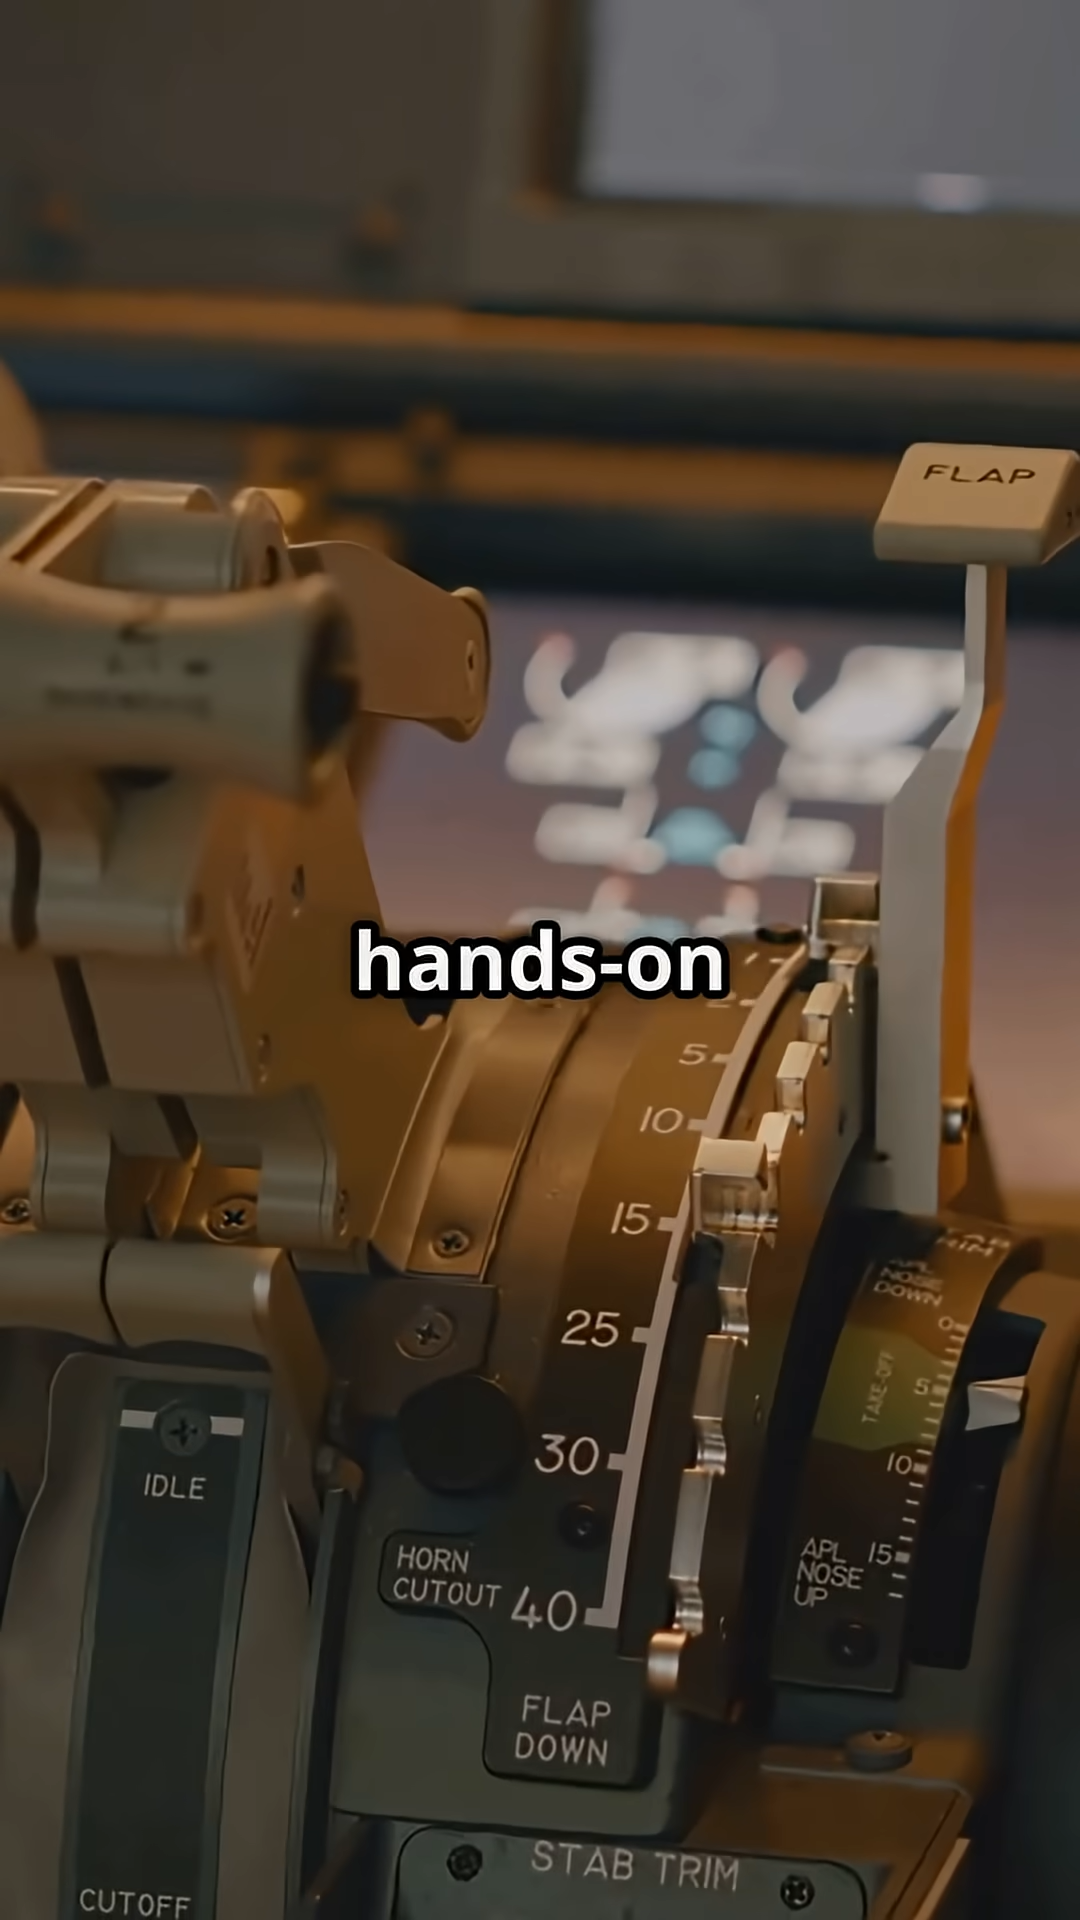 FLAP
hands-on
2
5
10
15
25
30
40
APL
NOSE
DOWN
0
TAKE-OFF
5
10
15
APL
NOSE
UP
IDLE
HORN
CUTOUT
FLAP
DOWN
STAB TRIM
CUTOFF